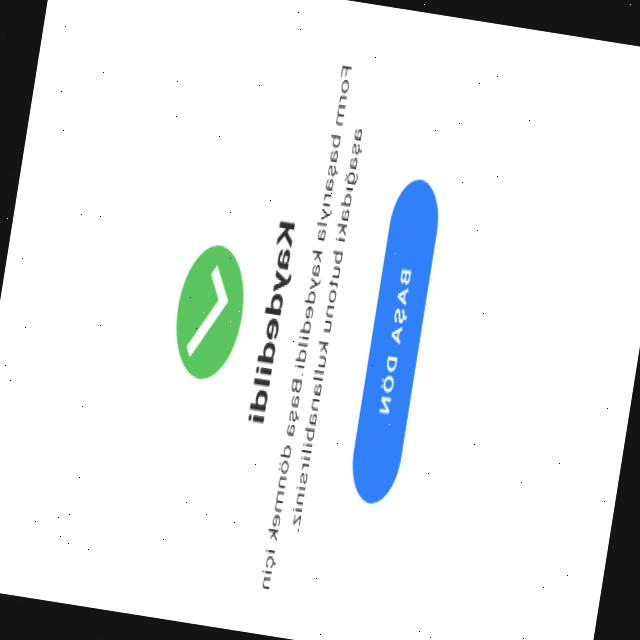 Kaydedildi
Form başarıyla kaydedildi.Başa dönmek için
aşağıdaki butonu kullanabilirsiniz.
BAŞA DÖN